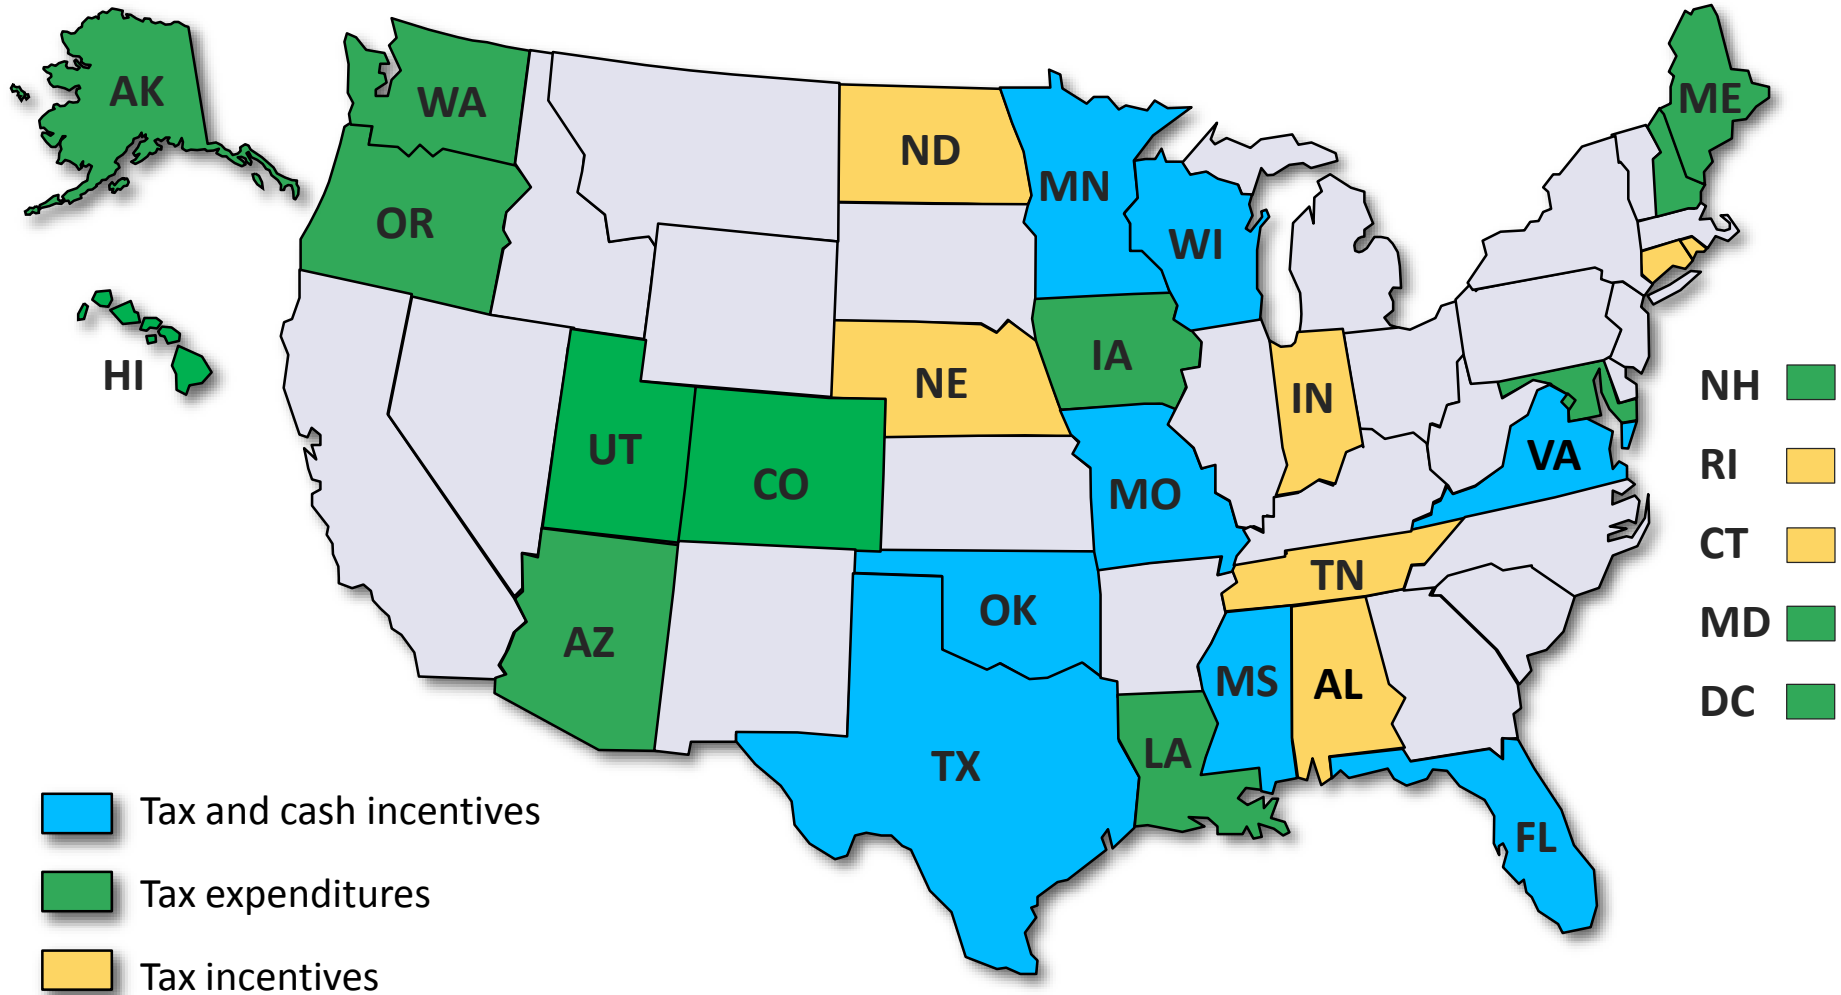 AK
WA
ME
ND
MN
OR
WI
HI
IA
NE
IN
NH
UT
CO
MO
VA
RI
CT
TN
OK
AZ
MS
AL
MD
DC
LA
TX
FL
Tax and cash incentives
Tax expenditures
Tax incentives